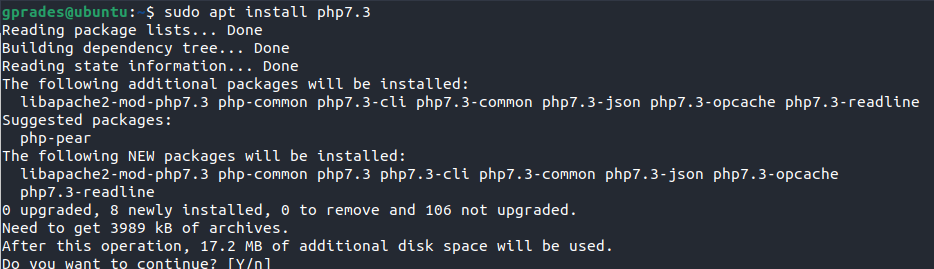 gprades@ubuntu:~$ sudo apt install php7.3
Reading package lists... Done
Building dependency tree... Done
Reading state information... Done
The following additional packages will be installed:
  libapache2-mod-php7.3 php-common php7.3-cli php7.3-common php7.3-json php7.3-opcache php7.3-readline
Suggested packages:
  php-pear
The following NEW packages will be installed:
  libapache2-mod-php7.3 php-common php7.3 php7.3-cli php7.3-common php7.3-json php7.3-opcache
  php7.3-readline
0 upgraded, 8 newly installed, 0 to remove and 106 not upgraded.
Need to get 3989 kB of archives.
After this operation, 17.2 MB of additional disk space will be used.
Do you want to continue? [Y/n]